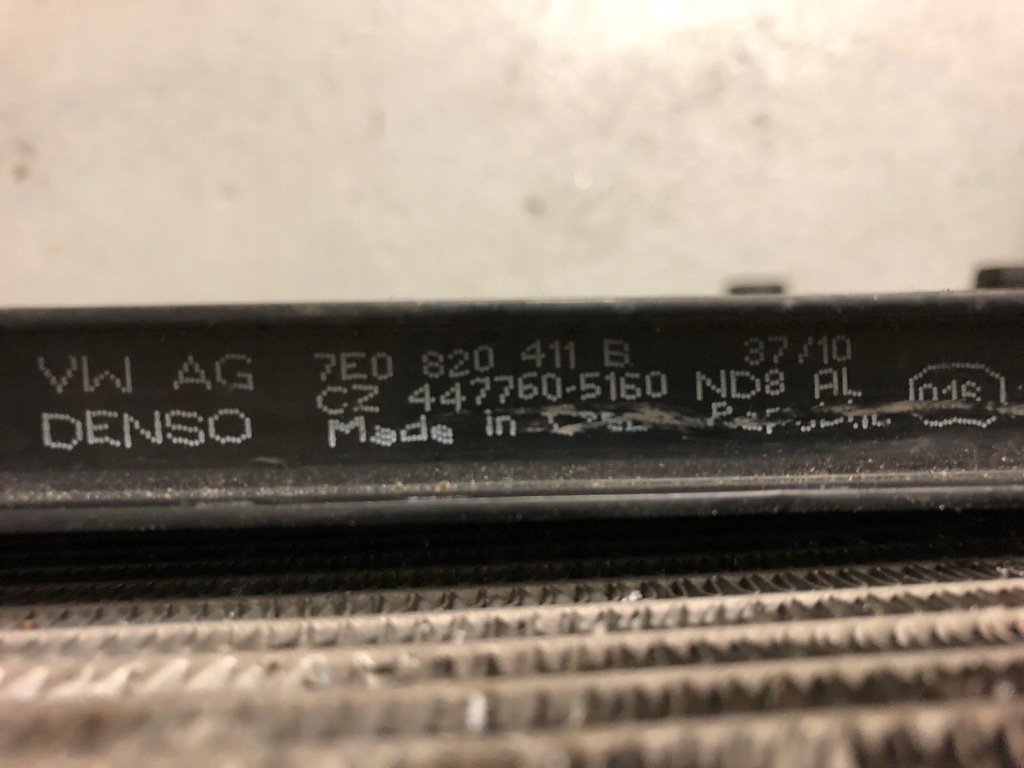 VW AG 7E0 820 411 B 37/10
CZ 447760-5160 ND8 AL
DENSO Made in